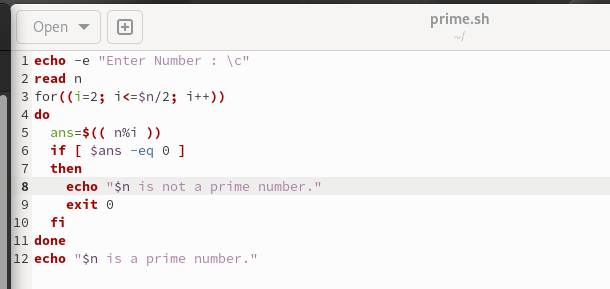 Open
prime.sh
~/
1 echo -e "Enter Number : \c"
2 read n
3 for((i=2; i<=$n/2; i++))
4 do
5   ans=$(( n%i ))
6   if [ $ans -eq 0 ]
7   then
8     echo "$n is not a prime number."
9     exit 0
10   fi
11 done
12 echo "$n is a prime number."